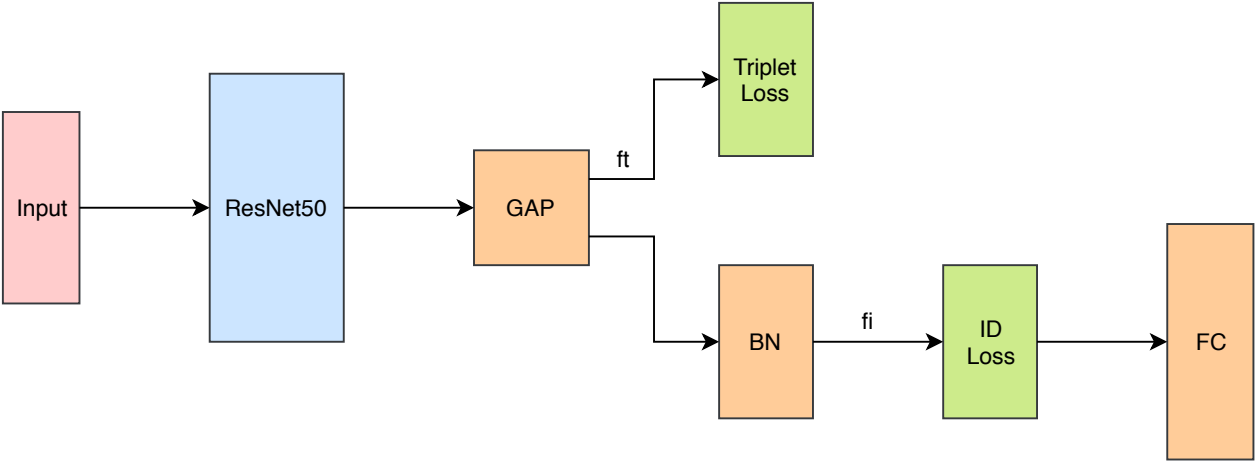 Input
ResNet50
GAP
ft
Triplet
Loss
BN
fi
ID
Loss
FC